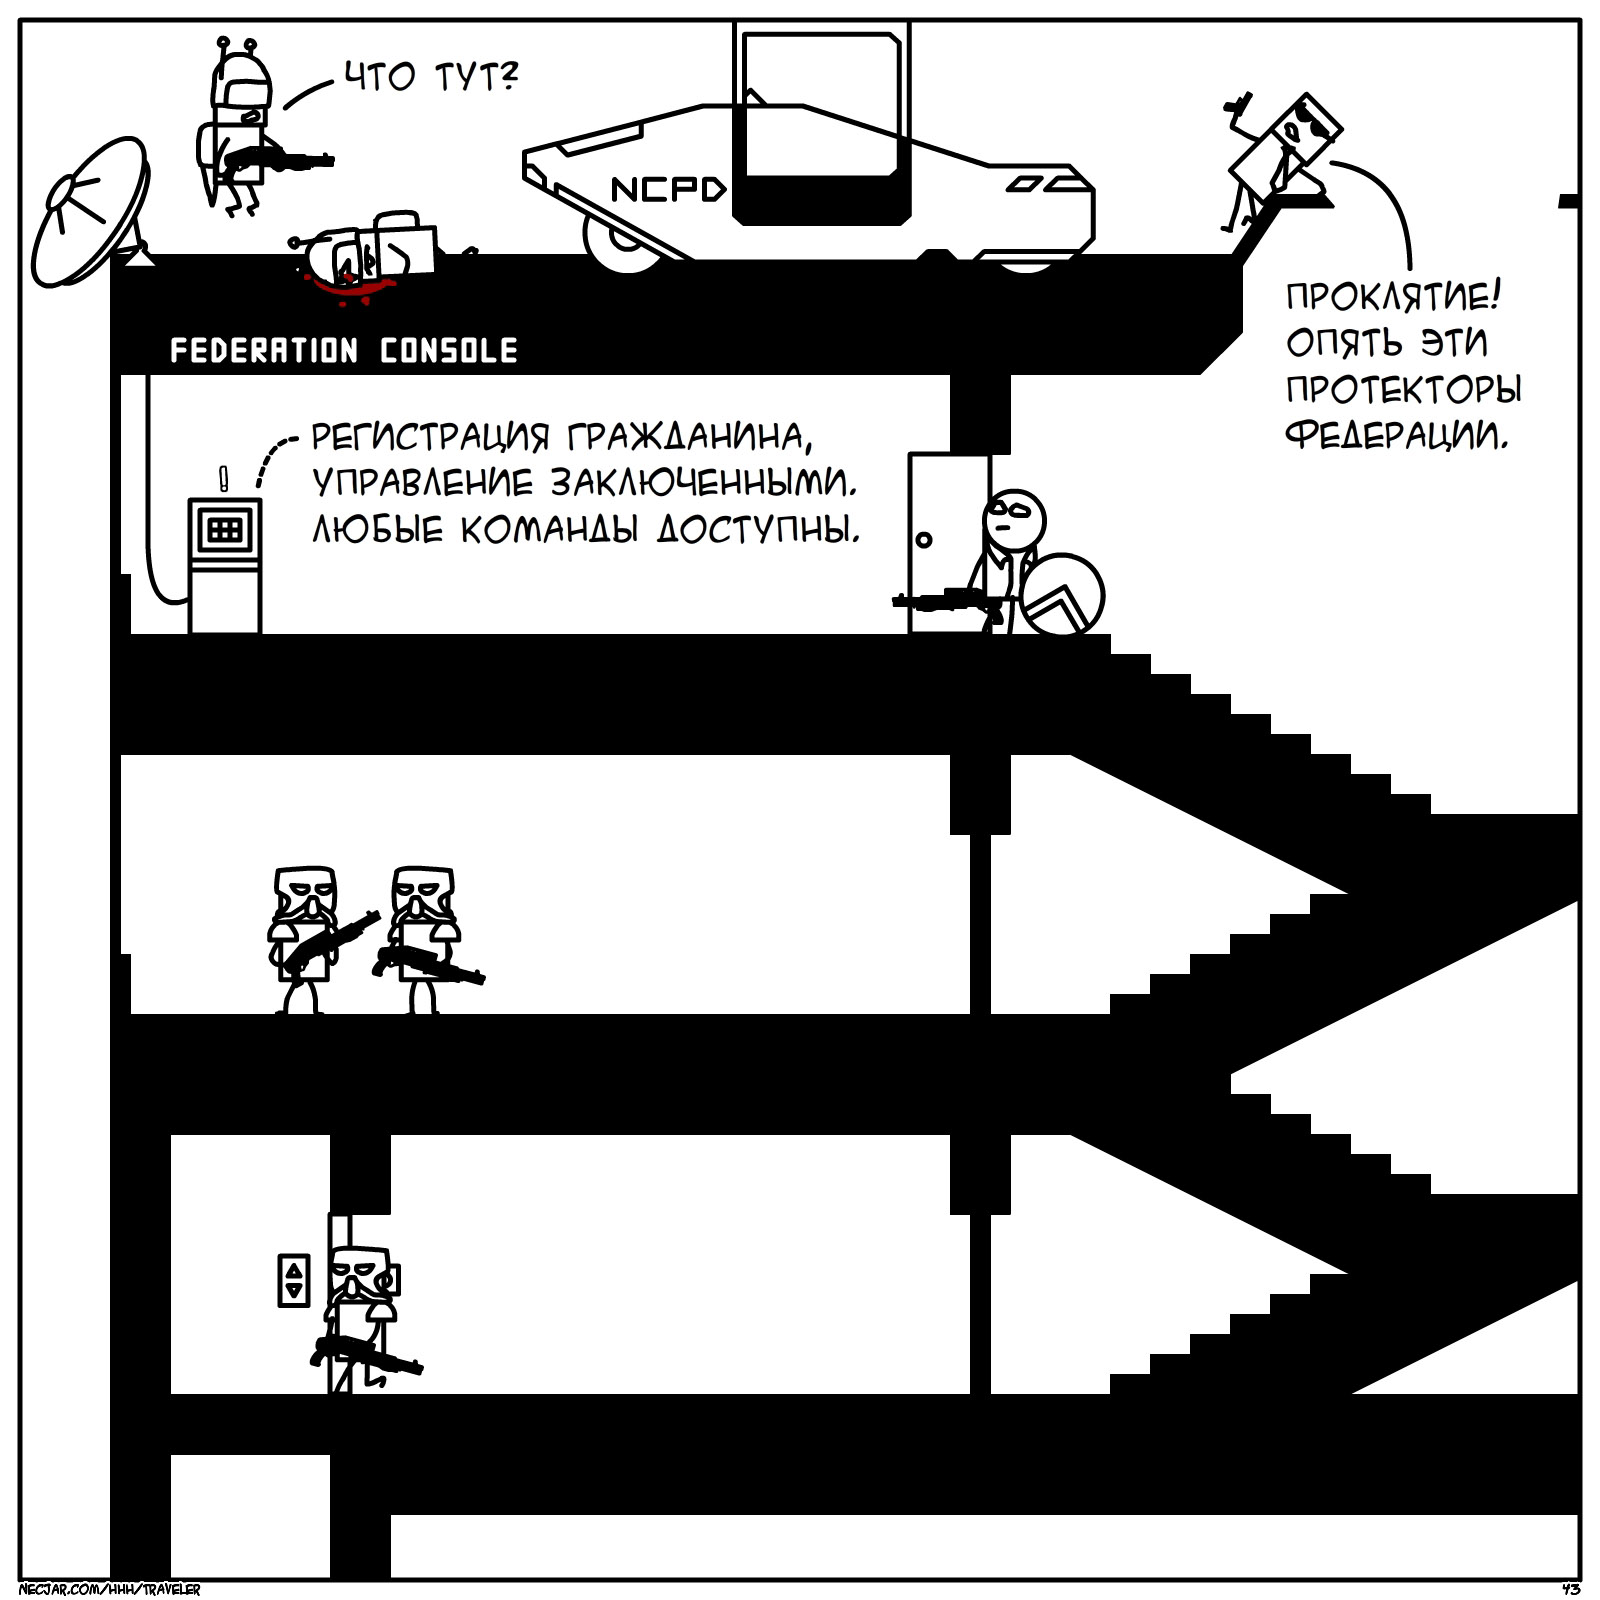 ЧТО ТУТ?
NCPD
ПРОКЛЯТИЕ!
ОПЯТЬ ЭТИ
ПРОТЕКТОРЫ
ФЕДЕРАЦИИ.
FEDERATION CONSOLE
РЕГИСТРАЦИЯ ГРАЖДАНИНА,
УПРАВЛЕНИЕ ЗАКЛЮЧЕННЫМИ.
ЛЮБЫЕ КОМАНДЫ ДОСТУПНЫ.
!
NECJAR.COM/HHH/TRAVELER
43